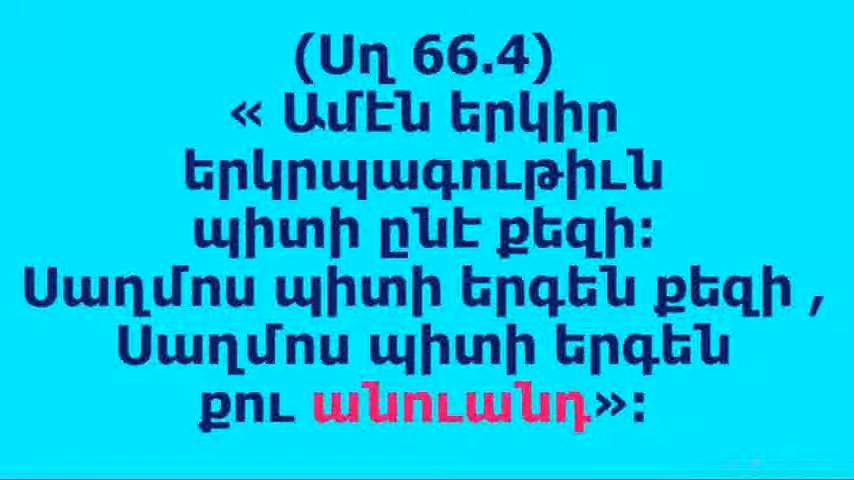 (Սղ 66.4)
« Ամէն երկիր
երկրպագութիւն
պիտի ընէ քեզի:
Սաղմոս պիտի երգեն քեզի ,
Սաղմոս պիտի երգեն
քու անուանդ»: